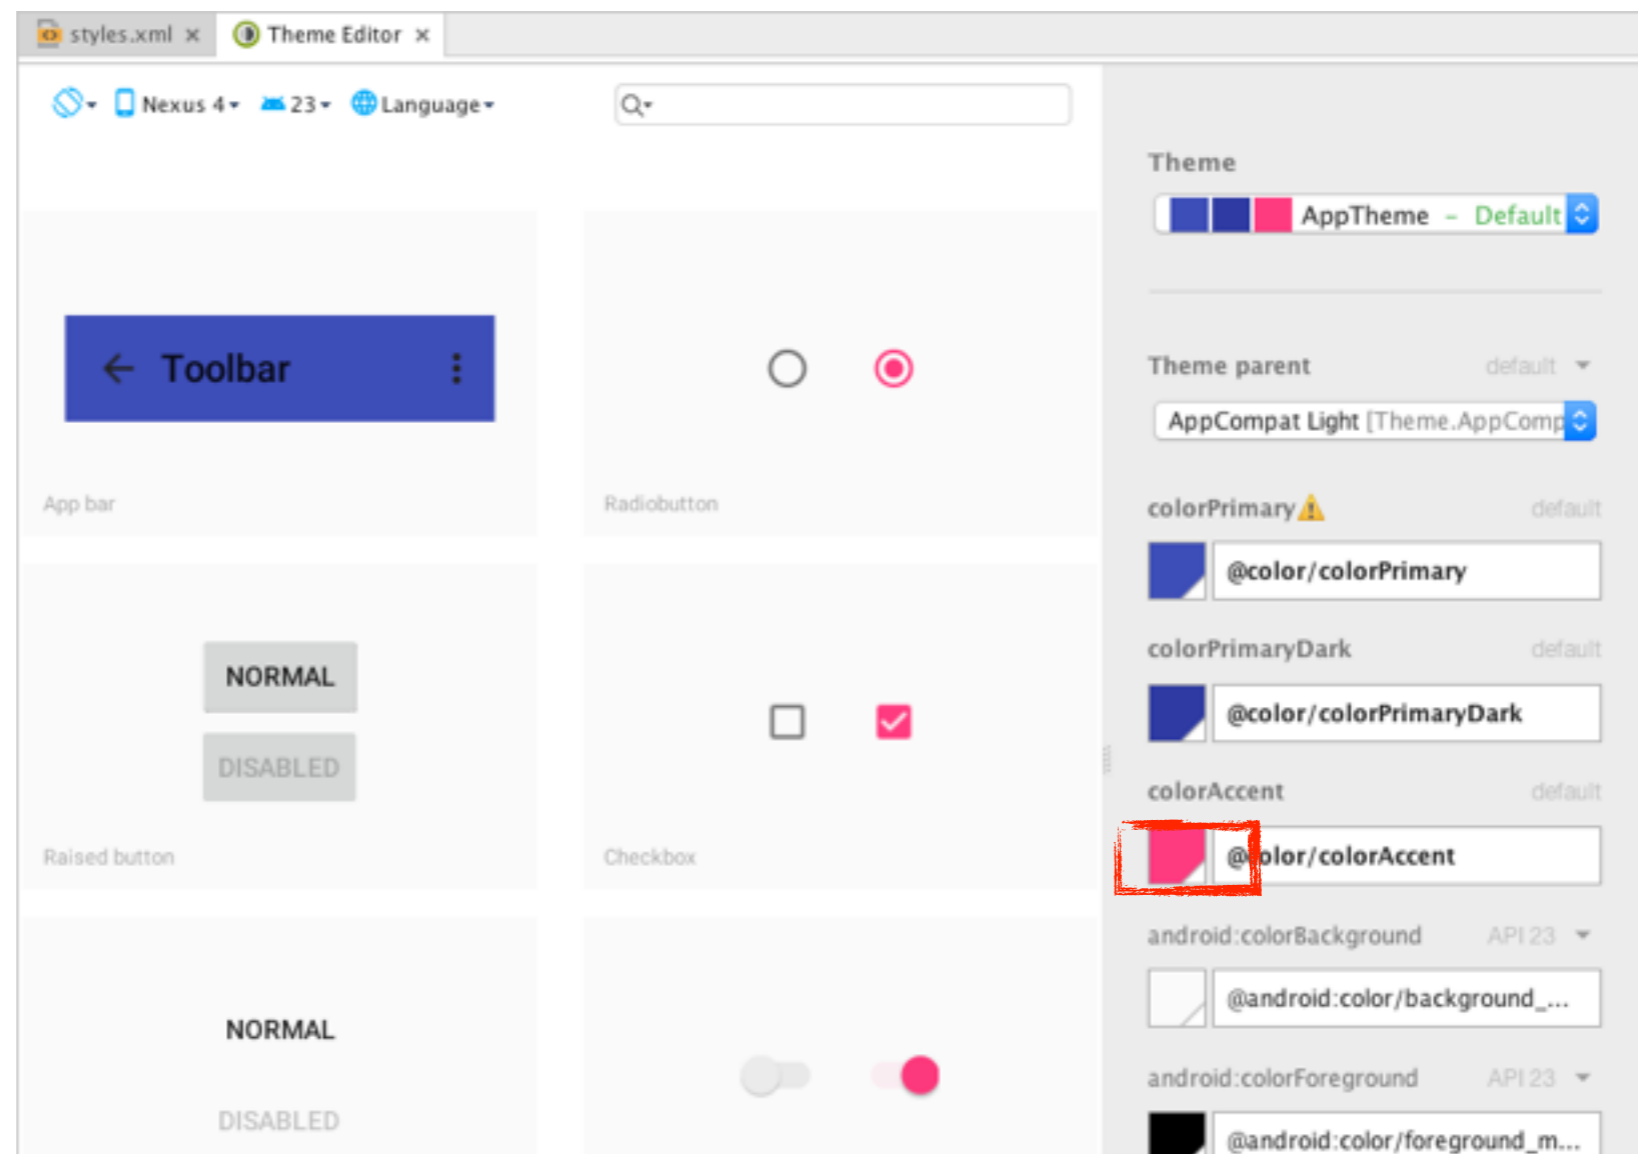 styles.xml
Theme Editor
Nexus 4
23
Language
Toolbar
App bar
Radiobutton
NORMAL
DISABLED
Raised button
Checkbox
NORMAL
DISABLED
Theme
AppTheme - Default
Theme parent default
AppCompat Light [Theme.AppComp
colorPrimary default
@color/colorPrimary
colorPrimaryDark default
@color/colorPrimaryDark
colorAccent default
@color/colorAccent
android:colorBackground API 23
@android:color/background_...
android:colorForeground API 23
@android:color/foreground_m...